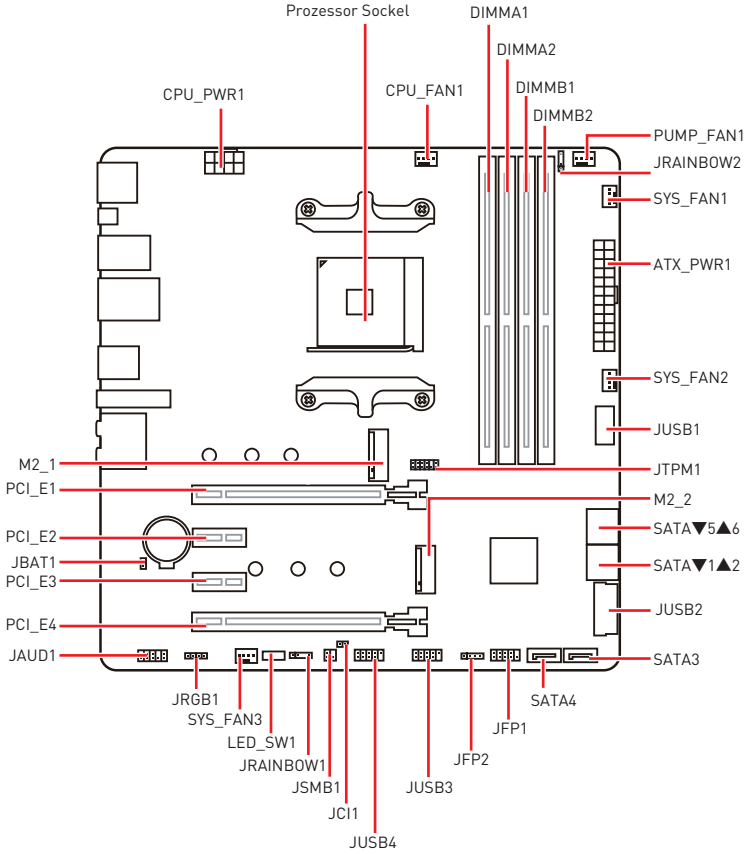 Prozessor Sockel
DIMMA1
DIMMA2
DIMMB1
DIMMB2
CPU_PWR1
CPU_FAN1
PUMP_FAN1
JRAINBOW2
SYS_FAN1
ATX_PWR1
SYS_FAN2
JUSB1
M2_1
JTPM1
PCI_E1
M2_2
PCI_E2
SATA▼5▲6
JBAT1
SATA▼1▲2
PCI_E3
JUSB2
PCI_E4
JAUD1
SATA3
JRGB1
SATA4
SYS_FAN3
JFP1
LED_SW1
JFP2
JRAINBOW1
JSMB1
JUSB3
JCI1
JUSB4